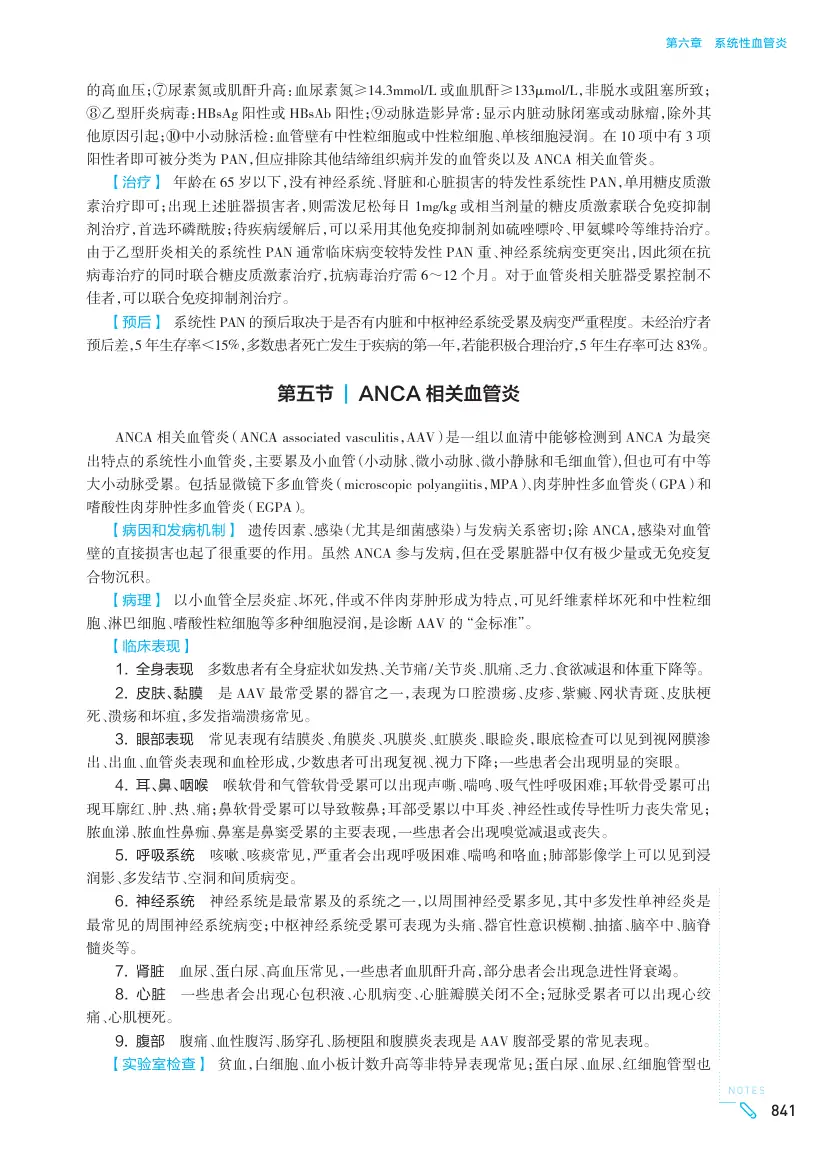 第六章 系统性血管炎
的高血压；⑦尿素氮或肌酐升高：血尿素氮≥14.3mmol/L 或血肌酐≥133μmol/L，非脱水或阻塞所致；
⑧乙型肝炎病毒：HBsAg 阳性或 HBsAb 阳性；⑨动脉造影异常：显示内脏动脉闭塞或动脉瘤，除外其
他原因引起；⑩中小动脉活检：血管壁有中性粒细胞或中性粒细胞、单核细胞浸润。在 10 项中有 3 项
阳性者即可被分类为 PAN，但应排除其他结缔组织病并发的血管炎以及 ANCA 相关血管炎。
【治疗】 年龄在 65 岁以下，没有神经系统、肾脏和心脏损害的特发性系统性 PAN，单用糖皮质激
素治疗即可；出现上述脏器损害者，则需泼尼松每日 1mg/kg 或相当剂量的糖皮质激素联合免疫抑制
剂治疗，首选环磷酰胺；待疾病缓解后，可以采用其他免疫抑制剂如硫唑嘌呤、甲氨蝶呤等维持治疗。
由于乙型肝炎相关的系统性 PAN 通常临床病变较特发性 PAN 重、神经系统病变更突出，因此须在抗
病毒治疗的同时联合糖皮质激素治疗，抗病毒治疗需 6～12 个月。对于血管炎相关脏器受累控制不
佳者，可以联合免疫抑制剂治疗。
【预后】 系统性 PAN 的预后取决于是否有内脏和中枢神经系统受累及病变严重程度。未经治疗者
预后差，5 年生存率＜15%，多数患者死亡发生于疾病的第一年，若能积极合理治疗，5 年生存率可达 83%。
第五节 | ANCA 相关血管炎
ANCA 相关血管炎（ANCA associated vasculitis，AAV）是一组以血清中能够检测到 ANCA 为最突
出特点的系统性小血管炎，主要累及小血管（小动脉、微小动脉、微小静脉和毛细血管），但也可有中等
大小动脉受累。包括显微镜下多血管炎（microscopic polyangiitis，MPA）、肉芽肿性多血管炎（GPA）和
嗜酸性肉芽肿性多血管炎（EGPA）。
【病因和发病机制】 遗传因素、感染（尤其是细菌感染）与发病关系密切；除 ANCA，感染对血管
壁的直接损害也起了很重要的作用。虽然 ANCA 参与发病，但在受累脏器中仅有极少量或无免疫复
合物沉积。
【病理】 以小血管全层炎症、坏死，伴或不伴肉芽肿形成为特点，可见纤维素样坏死和中性粒细
胞、淋巴细胞、嗜酸性粒细胞等多种细胞浸润，是诊断 AAV 的 “金标准”。
【临床表现】
1. 全身表现 多数患者有全身症状如发热、关节痛/关节炎、肌痛、乏力、食欲减退和体重下降等。
2. 皮肤、黏膜 是 AAV 最常受累的器官之一，表现为口腔溃疡、皮疹、紫癜、网状青斑、皮肤梗
死、溃疡和坏疽，多发指端溃疡常见。
3. 眼部表现 常见表现有结膜炎、角膜炎、巩膜炎、虹膜炎、眼睑炎，眼底检查可以见到视网膜渗
出、出血、血管炎表现和血栓形成，少数患者可出现复视、视力下降；一些患者会出现明显的突眼。
4. 耳、鼻、咽喉 喉软骨和气管软骨受累可以出现声嘶、喘鸣、吸气性呼吸困难；耳软骨受累可出
现耳廓红、肿、热、痛；鼻软骨受累可以导致鞍鼻；耳部受累以中耳炎、神经性或传导性听力丧失常见；
脓血涕、脓血性鼻痂、鼻塞是鼻窦受累的主要表现，一些患者会出现嗅觉减退或丧失。
5. 呼吸系统 咳嗽、咳痰常见，严重者会出现呼吸困难、喘鸣和咯血；肺部影像学上可以见到浸
润影、多发结节、空洞和间质病变。
6. 神经系统 神经系统是最常累及的系统之一，以周围神经受累多见，其中多发性单神经炎是
最常见的周围神经系统病变；中枢神经系统受累可表现为头痛、器官性意识模糊、抽搐、脑卒中、脑脊
髓炎等。
7. 肾脏 血尿、蛋白尿、高血压常见，一些患者血肌酐升高，部分患者会出现急进性肾衰竭。
8. 心脏 一些患者会出现心包积液、心肌病变、心脏瓣膜关闭不全；冠脉受累者可以出现心绞
痛、心肌梗死。
9. 腹部 腹痛、血性腹泻、肠穿孔、肠梗阻和腹膜炎表现是 AAV 腹部受累的常见表现。
【实验室检查】 贫血，白细胞、血小板计数升高等非特异表现常见；蛋白尿、血尿、红细胞管型也
NOTES
841